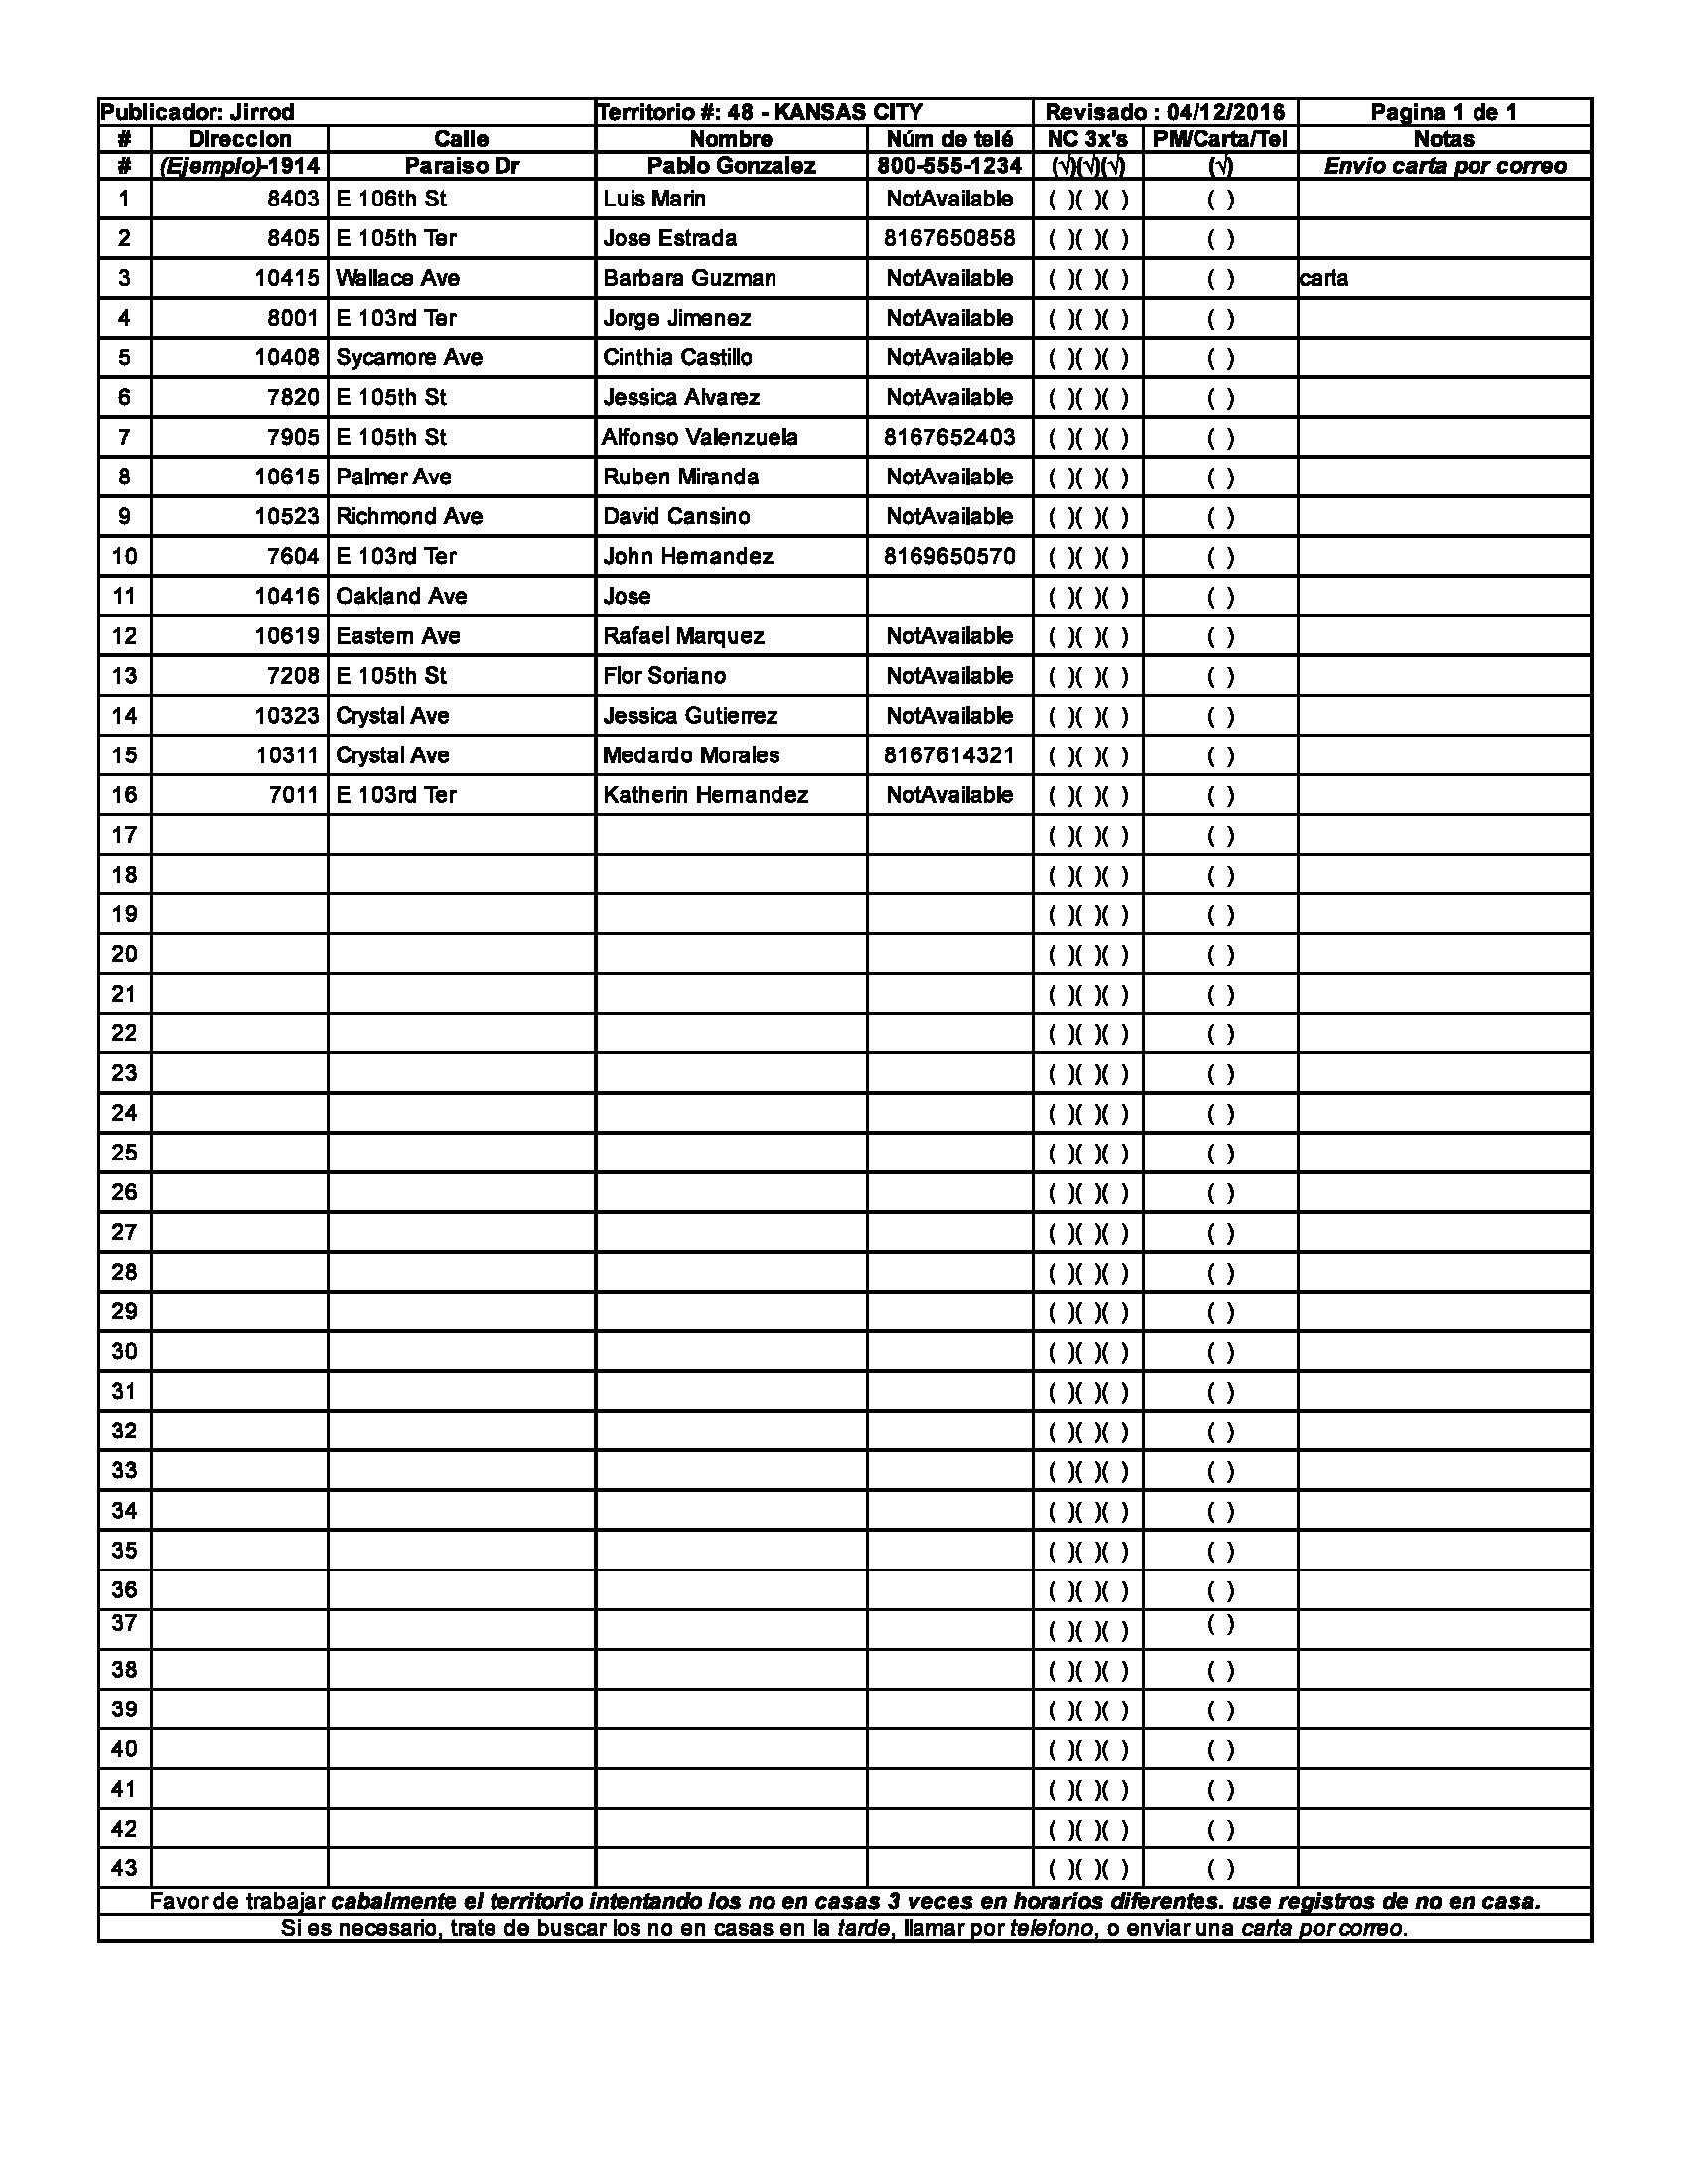 Publicador: Jirrod Territorio #: 48 - KANSAS CITY Revisado : 04/12/2016 Pagina 1 de 1
# Direccion Calle Nombre Núm de telé NC 3x's PM/Carta/Tel Notas
# (Ejemplo)-1914 Paraiso Dr Pablo Gonzalez 800-555-1234 (√)(√)(√) (√) Envio carta por correo
1 8403 E 106th St Luis Marin NotAvailable ( )( )( ) ( )
2 8405 E 105th Ter Jose Estrada 8167650858 ( )( )( ) ( )
3 10415 Wallace Ave Barbara Guzman NotAvailable ( )( )( ) ( ) carta
4 8001 E 103rd Ter Jorge Jimenez NotAvailable ( )( )( ) ( )
5 10408 Sycamore Ave Cinthia Castillo NotAvailable ( )( )( ) ( )
6 7820 E 105th St Jessica Alvarez NotAvailable ( )( )( ) ( )
7 7905 E 105th St Alfonso Valenzuela 8167652403 ( )( )( ) ( )
8 10615 Palmer Ave Ruben Miranda NotAvailable ( )( )( ) ( )
9 10523 Richmond Ave David Cansino NotAvailable ( )( )( ) ( )
10 7604 E 103rd Ter John Hernandez 8169650570 ( )( )( ) ( )
11 10416 Oakland Ave Jose ( )( )( ) ( )
12 10619 Eastern Ave Rafael Marquez NotAvailable ( )( )( ) ( )
13 7208 E 105th St Flor Soriano NotAvailable ( )( )( ) ( )
14 10323 Crystal Ave Jessica Gutierrez NotAvailable ( )( )( ) ( )
15 10311 Crystal Ave Medardo Morales 8167614321 ( )( )( ) ( )
16 7011 E 103rd Ter Katherin Hernandez NotAvailable ( )( )( ) ( )
17 ( )( )( ) ( )
18 ( )( )( ) ( )
19 ( )( )( ) ( )
20 ( )( )( ) ( )
21 ( )( )( ) ( )
22 ( )( )( ) ( )
23 ( )( )( ) ( )
24 ( )( )( ) ( )
25 ( )( )( ) ( )
26 ( )( )( ) ( )
27 ( )( )( ) ( )
28 ( )( )( ) ( )
29 ( )( )( ) ( )
30 ( )( )( ) ( )
31 ( )( )( ) ( )
32 ( )( )( ) ( )
33 ( )( )( ) ( )
34 ( )( )( ) ( )
35 ( )( )( ) ( )
36 ( )( )( ) ( )
37 ( )( )( ) ( )
38 ( )( )( ) ( )
39 ( )( )( ) ( )
40 ( )( )( ) ( )
41 ( )( )( ) ( )
42 ( )( )( ) ( )
43 ( )( )( ) ( )
Favor de trabajar cabalmente el territorio intentando los no en casas 3 veces en horarios diferentes. use registros de no en casa.
Si es necesario, trate de buscar los no en casas en la tarde, llamar por telefono, o enviar una carta por correo.